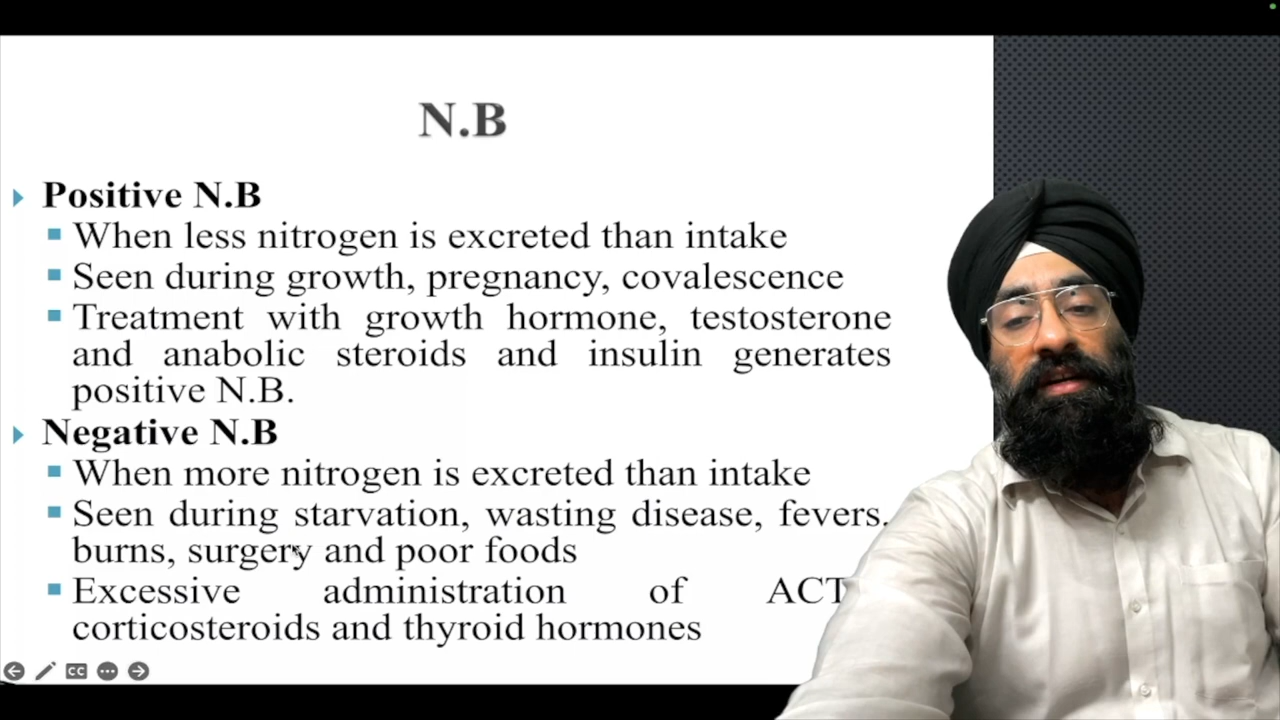 N.B
Positive N.B
When less nitrogen is excreted than intake
Seen during growth, pregnancy, covalescence
Treatment with growth hormone, testosterone
and anabolic steroids and insulin generates
positive N.B.
Negative N.B
When more nitrogen is excreted than intake
Seen during starvation, wasting disease, fevers.
burns, surgery and poor foods
Excessive administration of
corticosteroids and thyroid hormones
CC